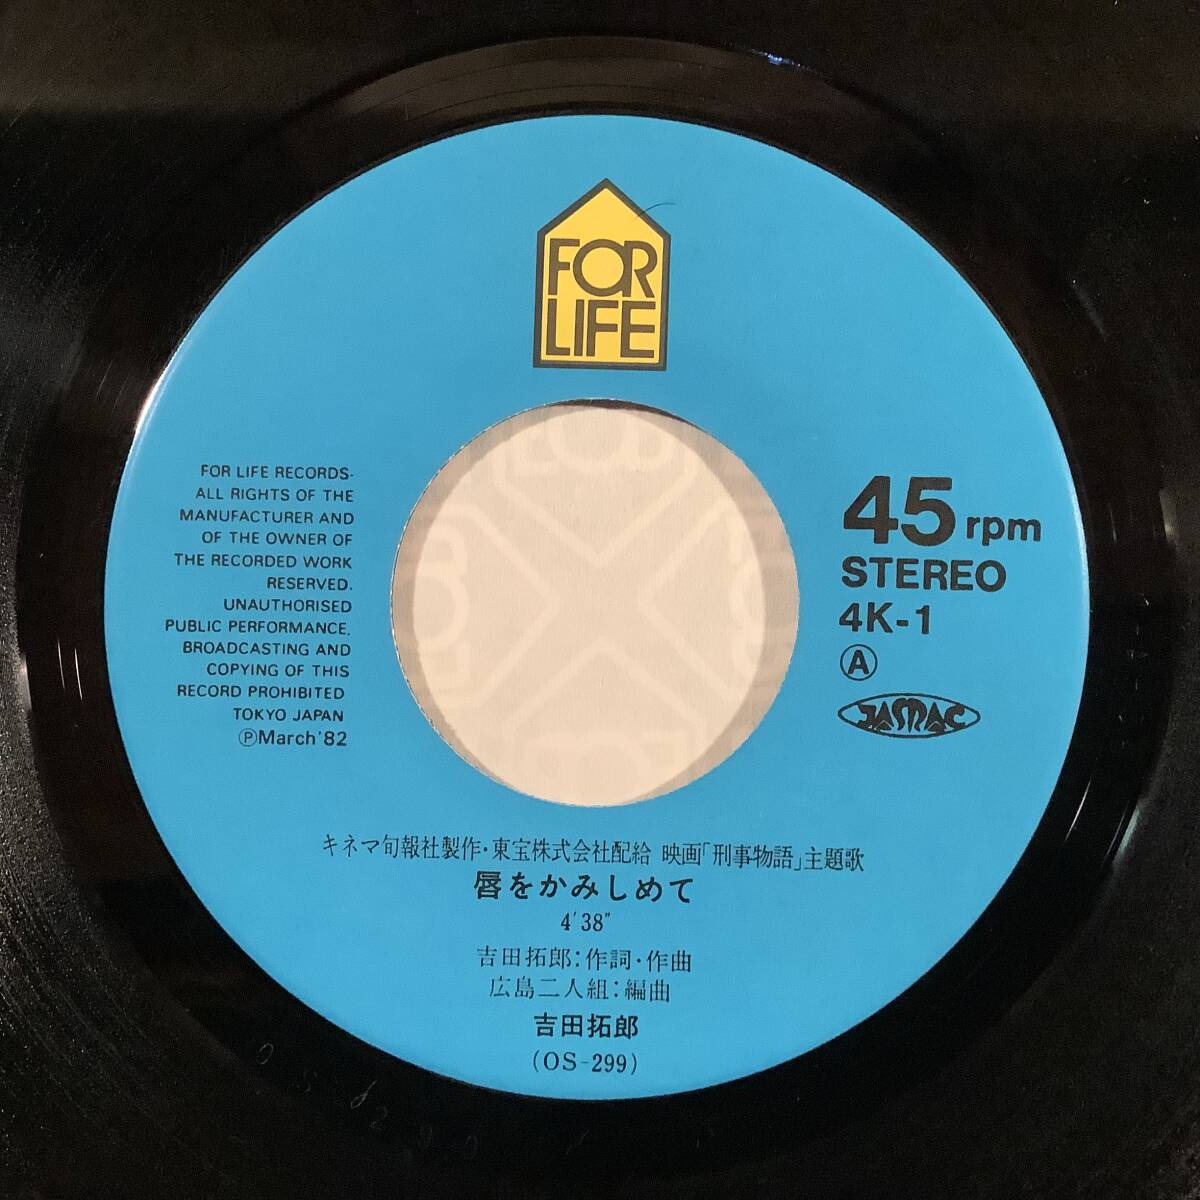 FOR
LIFE
FOR LIFE RECORDS-
ALL RIGHTS OF THE
MANUFACTURER AND
OF THE OWNER OF
THE RECORDED WORK
RESERVED.
UNAUTHORISED
PUBLIC PERFORMANCE,
BROADCASTING AND
COPYING OF THIS
RECORD PROHIBITED
TOKYO JAPAN
ⓅMarch'82
45 rpm
STEREO
4K-1
Ⓐ
JASRAC
キネマ旬報社製作・東宝株式会社配給 映画「刑事物語」主題歌
唇をかみしめて
4'38"
吉田拓郎:作詞・作曲
広島二人組:編曲
吉田拓郎
(OS-299)